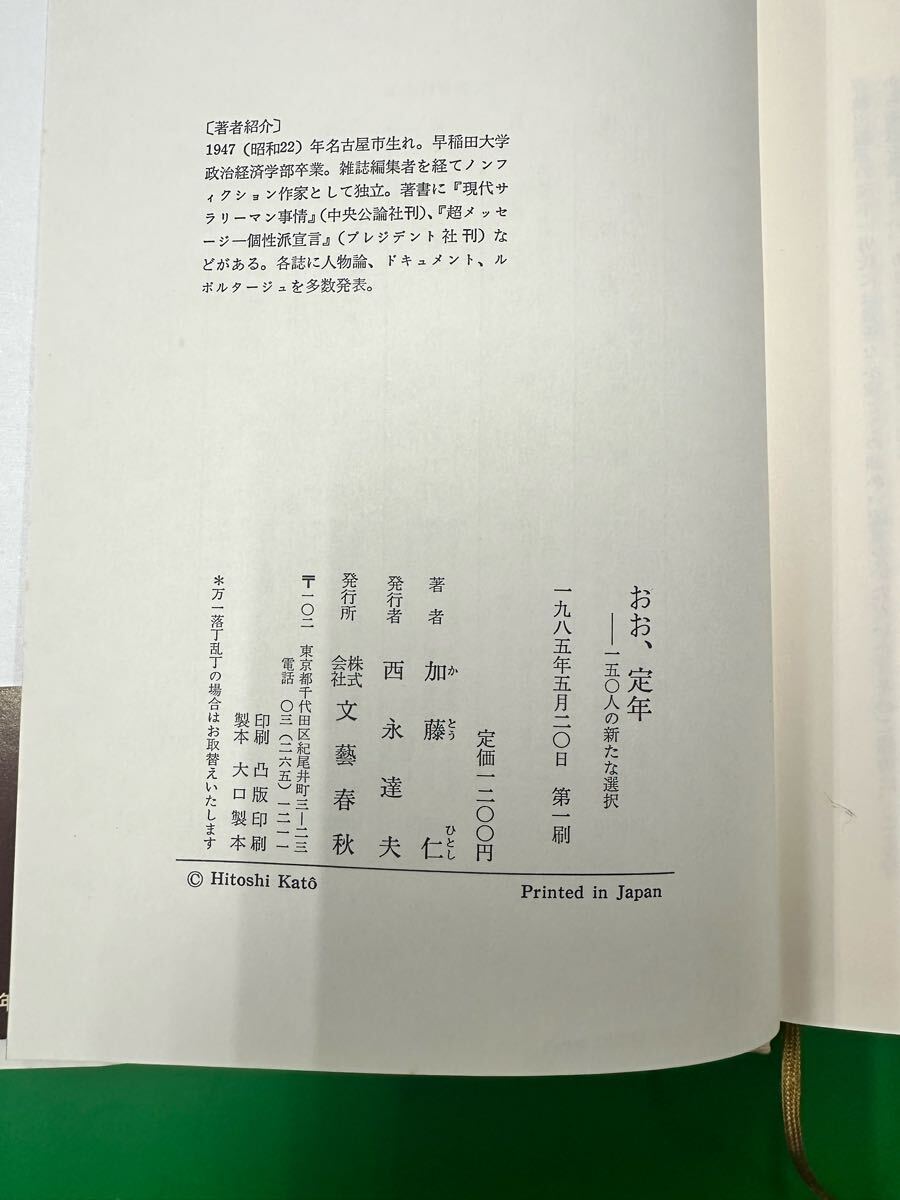 〔著者紹介〕
1947（昭和22）年名古屋市生れ。早稲田大学
政治経済学部卒業。雑誌編集者を経てノンフ
ィクション作家として独立。著書に『現代サ
ラリーマン事情』（中央公論社刊）、『超メッセ
ージ―個性派宣言』（プレジデント社刊）な
どがある。各誌に人物論、ドキュメント、ル
ポルタージュを多数発表。
おお、定年
――一五〇人の新たな選択
一九八五年五月二〇日 第一刷
定価一二〇〇円
著者 加藤仁
かとうひとし
発行者 西永達夫
発行所 株式会社文藝春秋
〒一〇二 東京都千代田区紀尾井町三―二三
電話 〇三（二六五）一二一一
印刷 凸版印刷
製本 大口製本
＊万一落丁乱丁の場合はお取替えいたします
© Hitoshi Katô
Printed in Japan
年